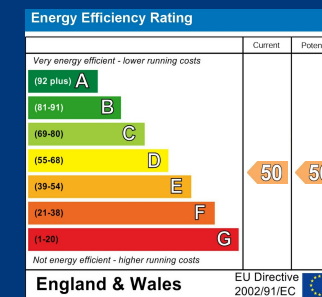 Energy Efficiency Rating
Current Poten
Very energy efficient - lower running costs
(92 plus) A
(81-91) B
(69-80) C
(55-68) D
(39-54) E
(21-38) F
(1-20) G
50 50
Not energy efficient - higher running costs
England & Wales
EU Directive
2002/91/EC